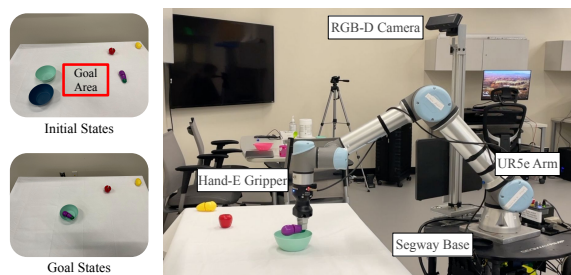 Goal
Area
Initial States
Goal States
RGB-D Camera
Hand-E Gripper
UR5e Arm
Segway Base